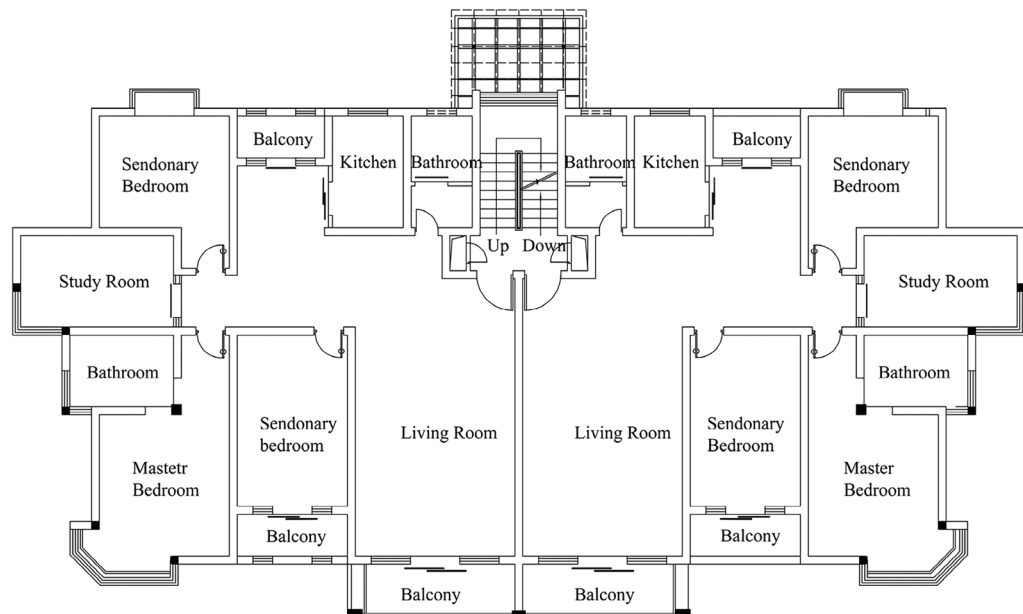 Balcony
Balcony
Kitchen
Bathroom
Bathroom
Kitchen
Sendonary
Bedroom
Sendonary
Bedroom
Up
Down
Study Room
Study Room
Bathroom
Bathroom
Sendonary
bedroom
Living Room
Living Room
Sendonary
Bedroom
Mastetr
Bedroom
Master
Bedroom
Balcony
Balcony
Balcony
Balcony